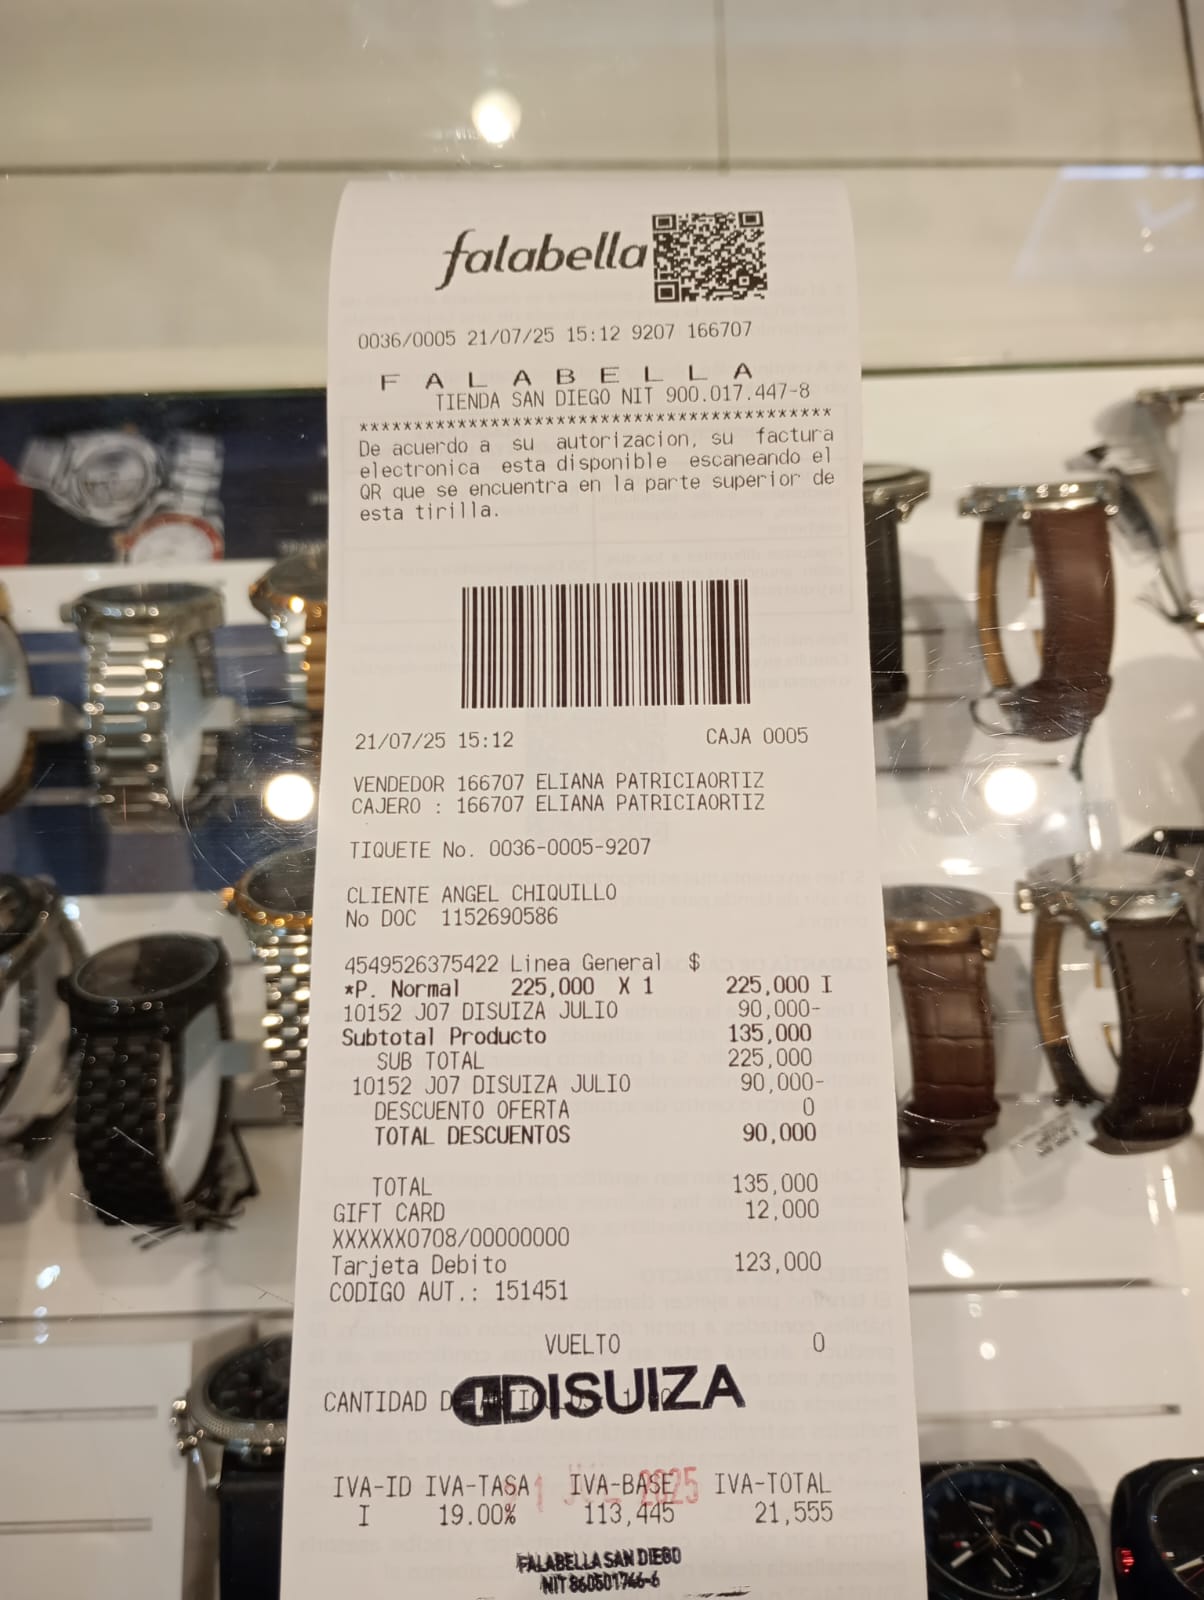 falabella
0036/0005 21/07/25 15:12 9207 166707
F A L A B E L L A
TIENDA SAN DIEGO NIT 900.017.447-8
*******************************************
De acuerdo a su autorizacion, su factura
electronica esta disponible escaneando el
QR que se encuentra en la parte superior de
esta tirilla.
21/07/25 15:12 CAJA 0005
VENDEDOR 166707 ELIANA PATRICIAORTIZ
CAJERO : 166707 ELIANA PATRICIAORTIZ
TIQUETE No. 0036-0005-9207
CLIENTE ANGEL CHIQUILLO
No DOC 1152690586
4549526375422 Linea General $
*P. Normal 225,000 X 1 225,000 I
10152 J07 DISUIZA JULIO 90,000-
Subtotal Producto 135,000
SUB TOTAL 225,000
10152 J07 DISUIZA JULIO 90,000-
DESCUENTO OFERTA 0
TOTAL DESCUENTOS 90,000
TOTAL 135,000
GIFT CARD 12,000
XXXXXX0708/00000000
Tarjeta Debito 123,000
CODIGO AUT.: 151451
VUELTO 0
CANTIDAD
DISUIZA
IVA-ID IVA-TASA IVA-BASE IVA-TOTAL
2025
I 19.00% 113,445 21,555
FALABELLA SAN DIEGO
NIT 860501766-6